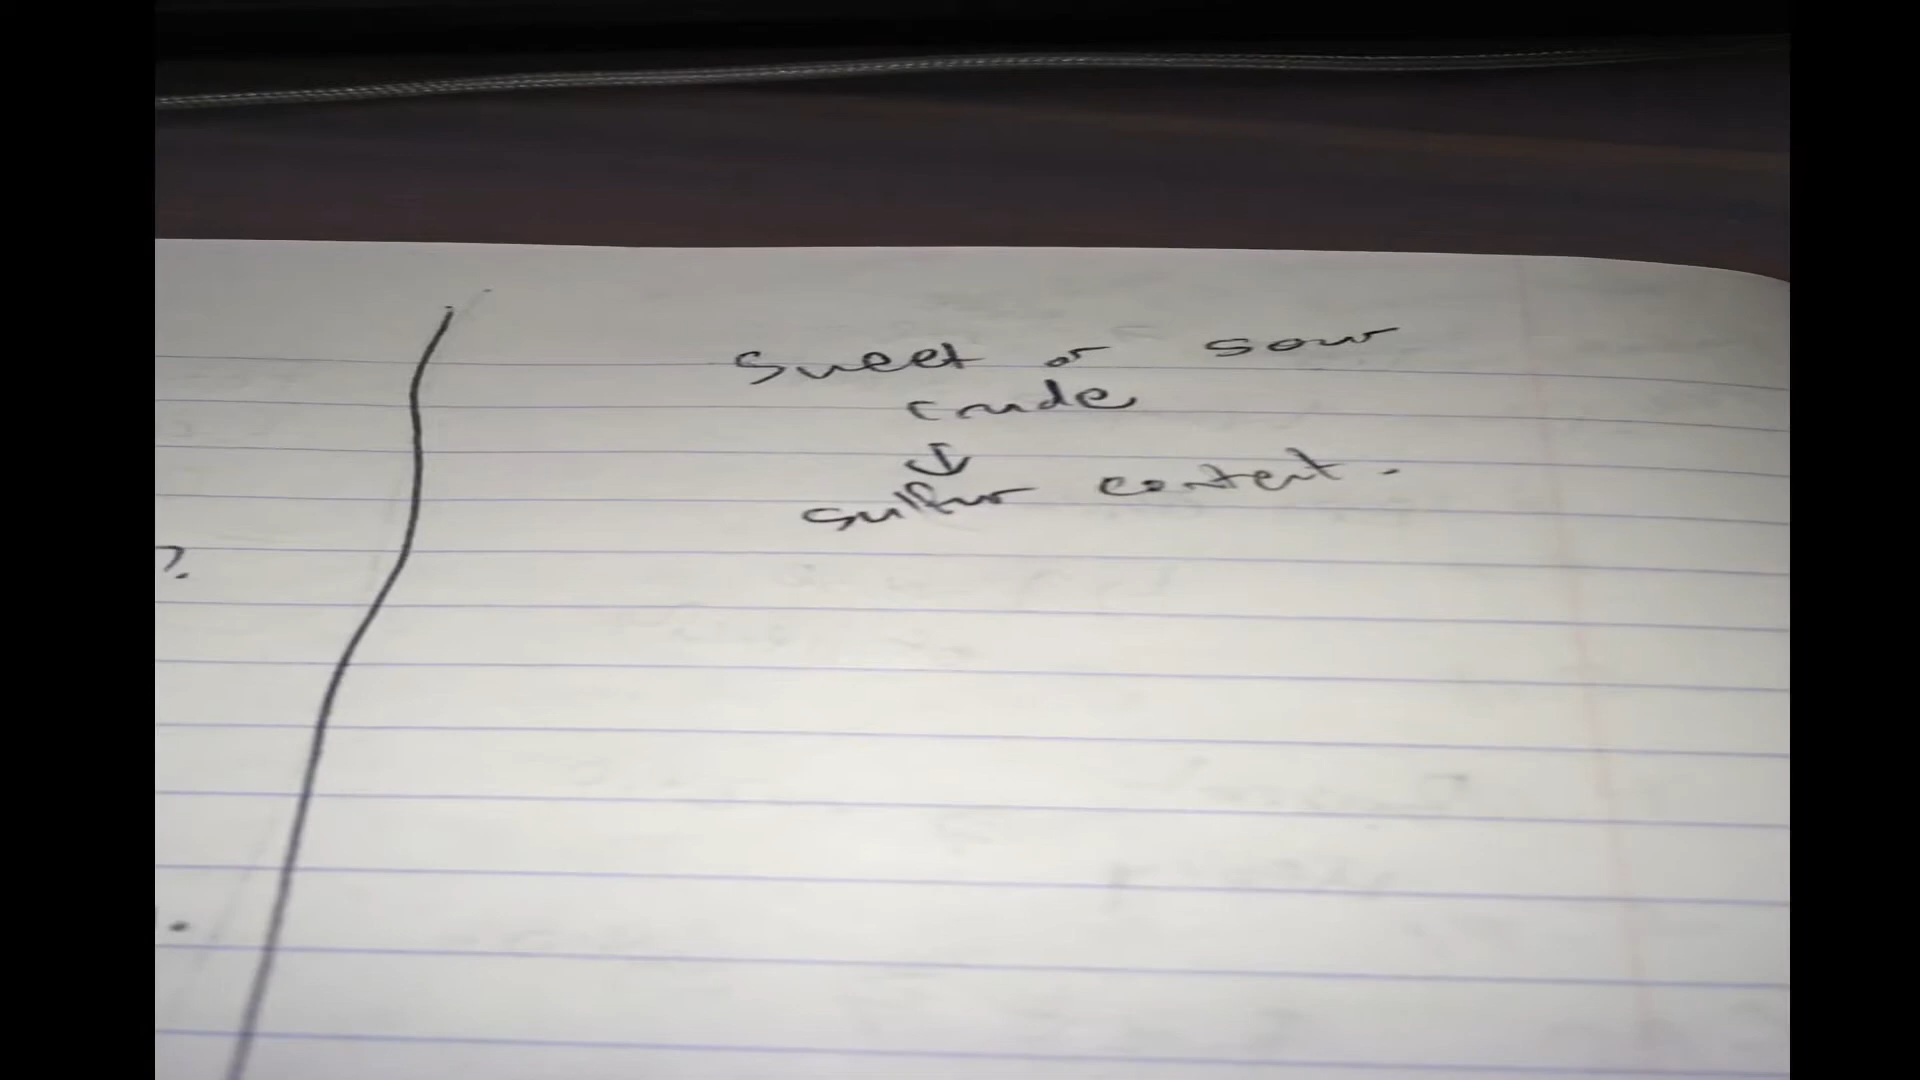 Sweet or sour
crude
↓
sulfur content.
?.
.